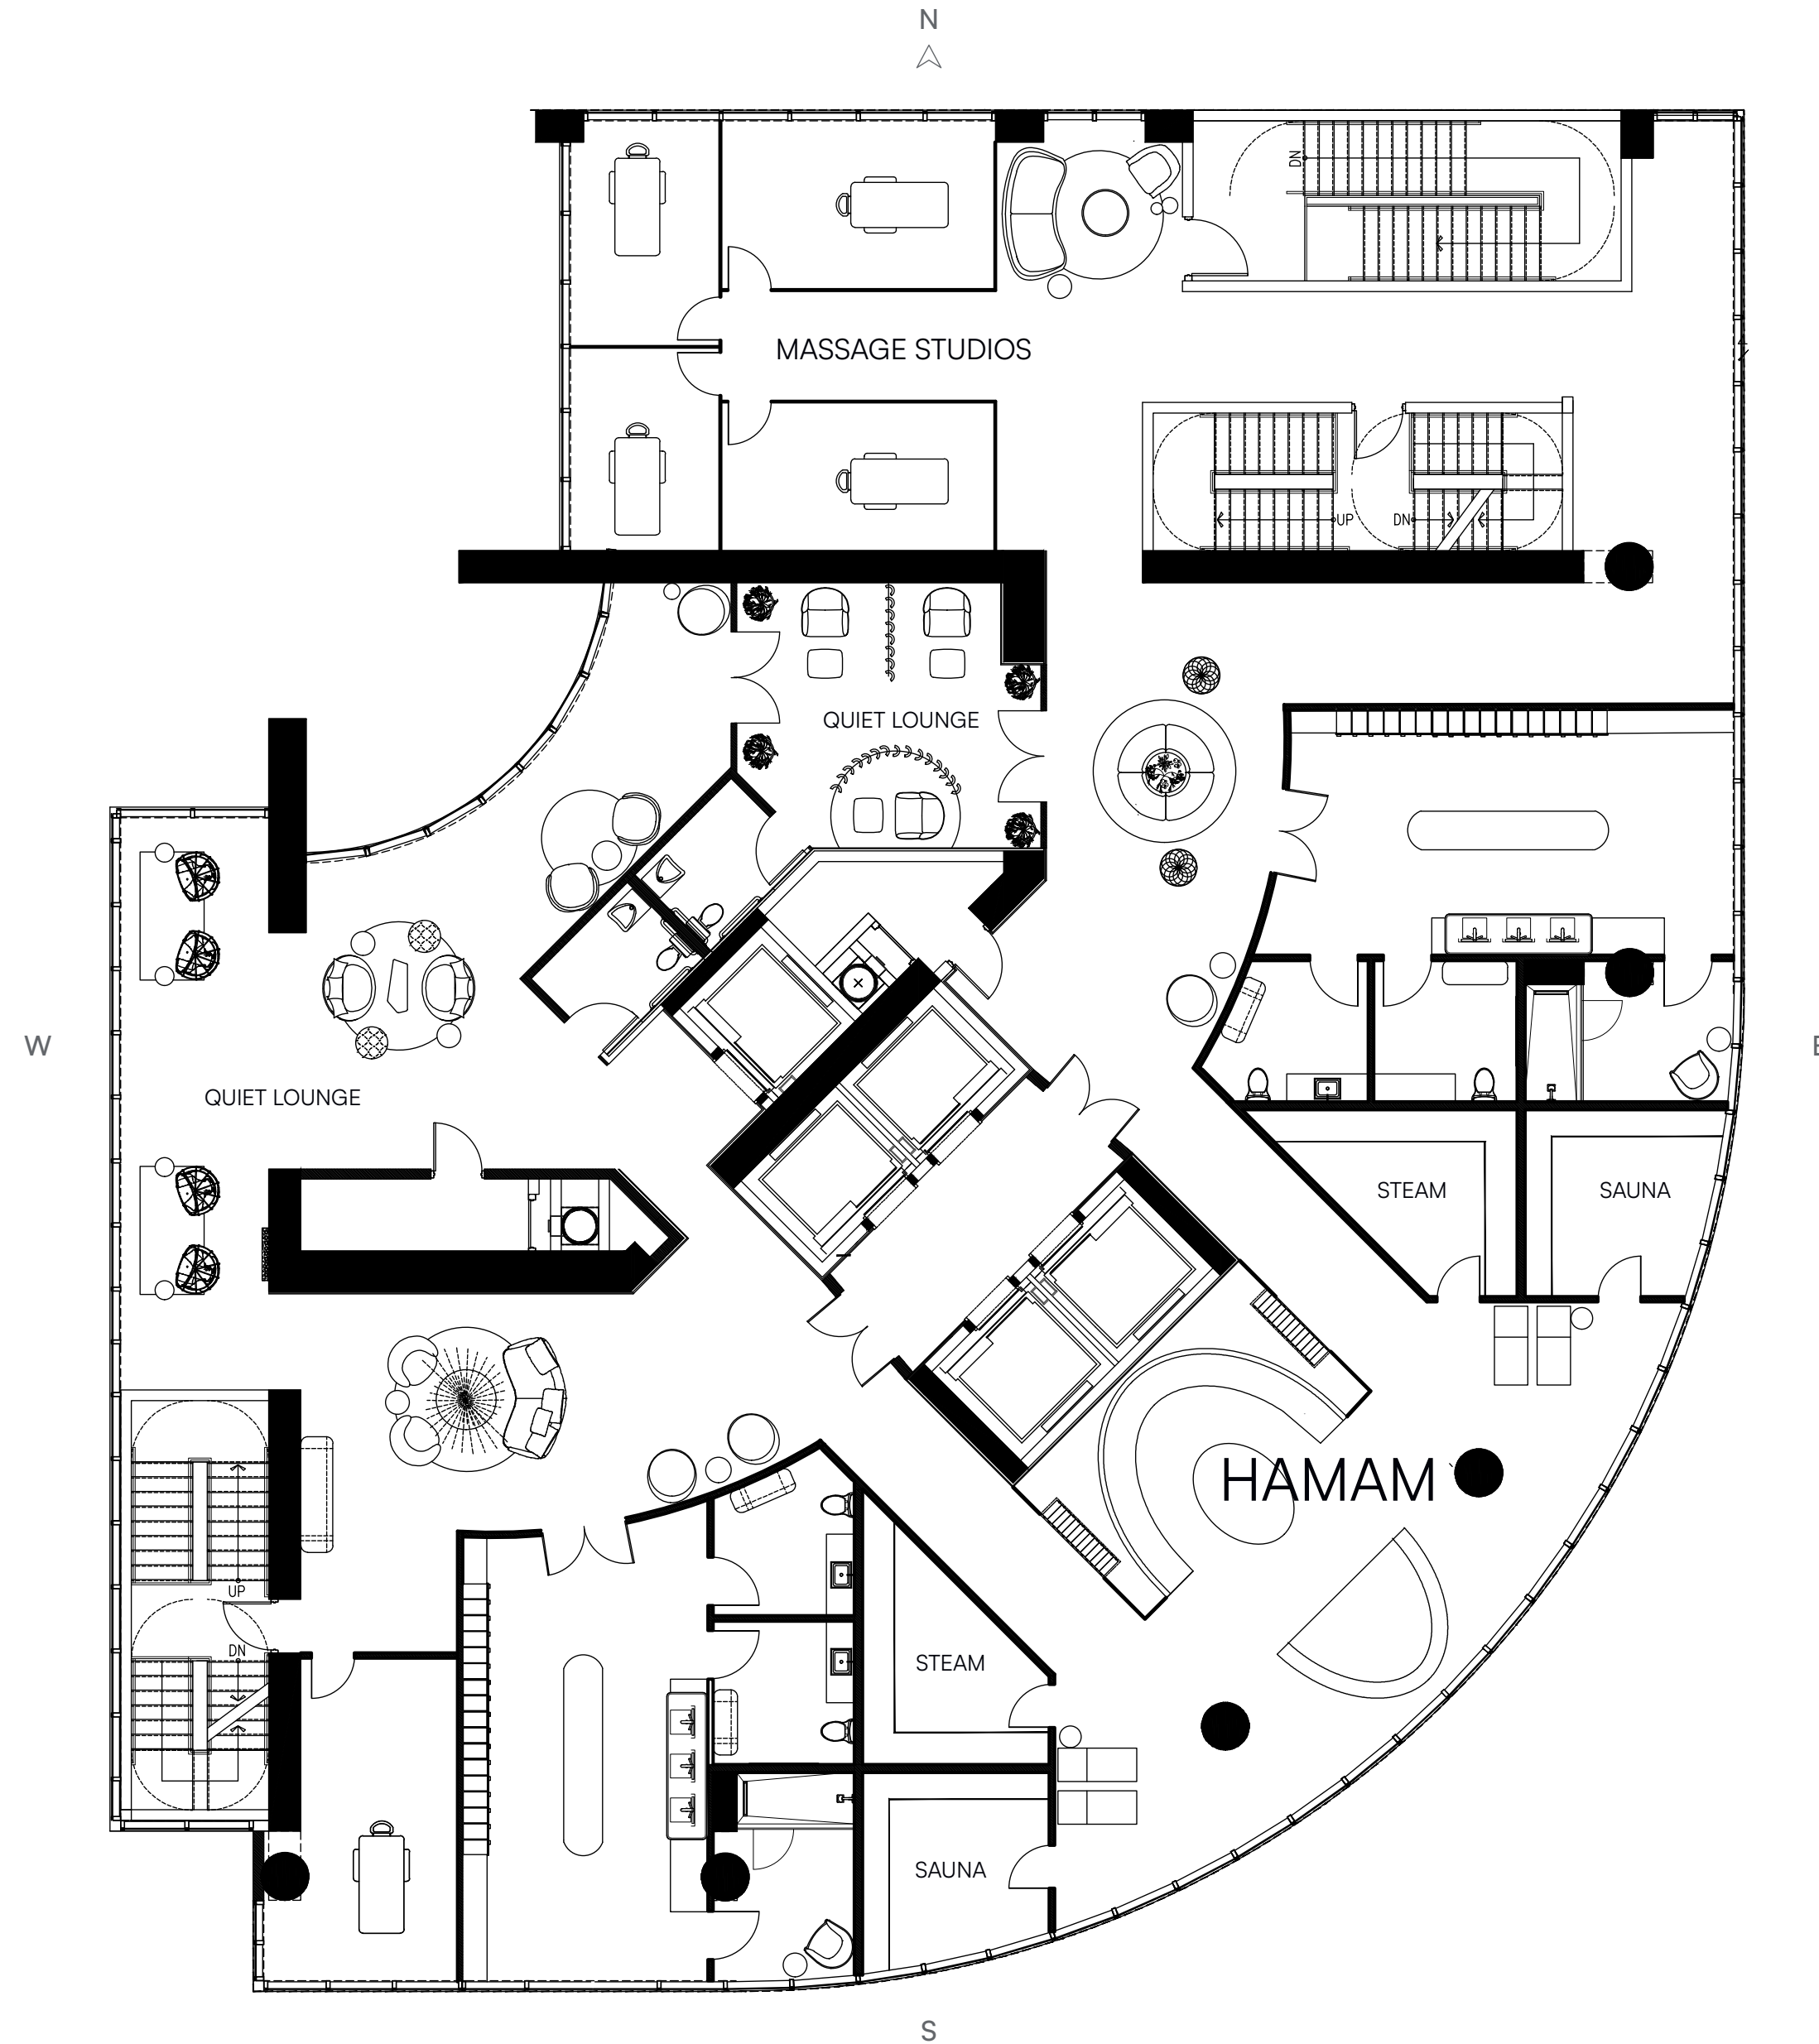 N
DN
MASSAGE STUDIOS
UP
DN
QUIET LOUNGE
W
E
QUIET LOUNGE
STEAM
SAUNA
HAMAM
UP
DN
STEAM
SAUNA
S